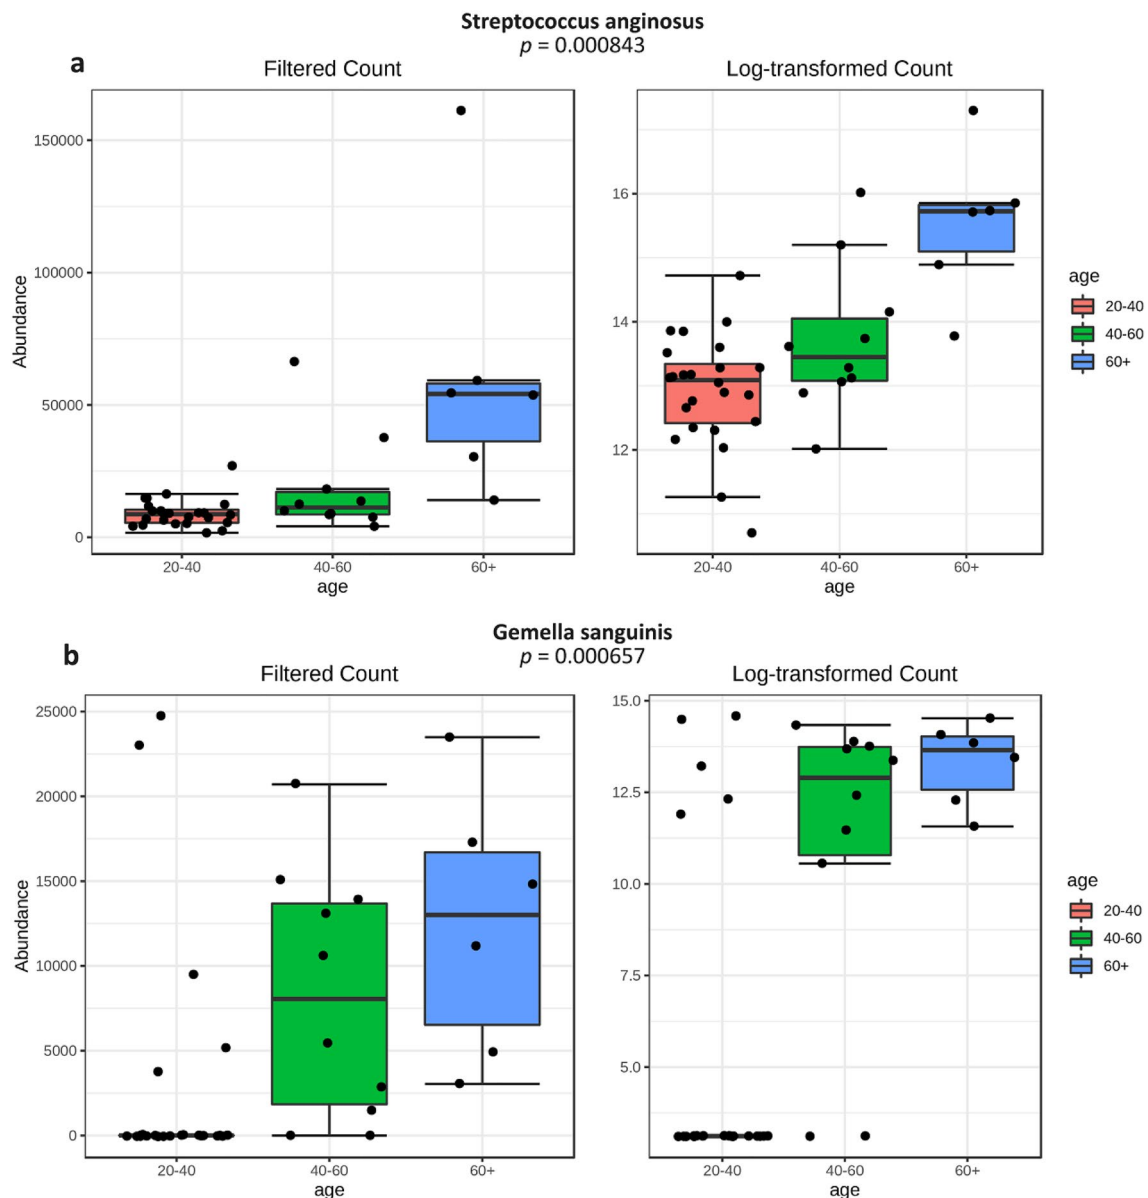 Streptococcus anginosus
p = 0.000843
a
Filtered Count
Log-transformed Count
Abundance
150000
100000
50000
0
20-40
40-60
60+
age
16
14
12
20-40
40-60
60+
age
age
20-40
40-60
60+
Gemella sanguinis
p = 0.000657
b
Filtered Count
Log-transformed Count
Abundance
25000
20000
15000
10000
5000
0
20-40
40-60
60+
age
15.0
12.5
10.0
7.5
5.0
20-40
40-60
60+
age
age
20-40
40-60
60+